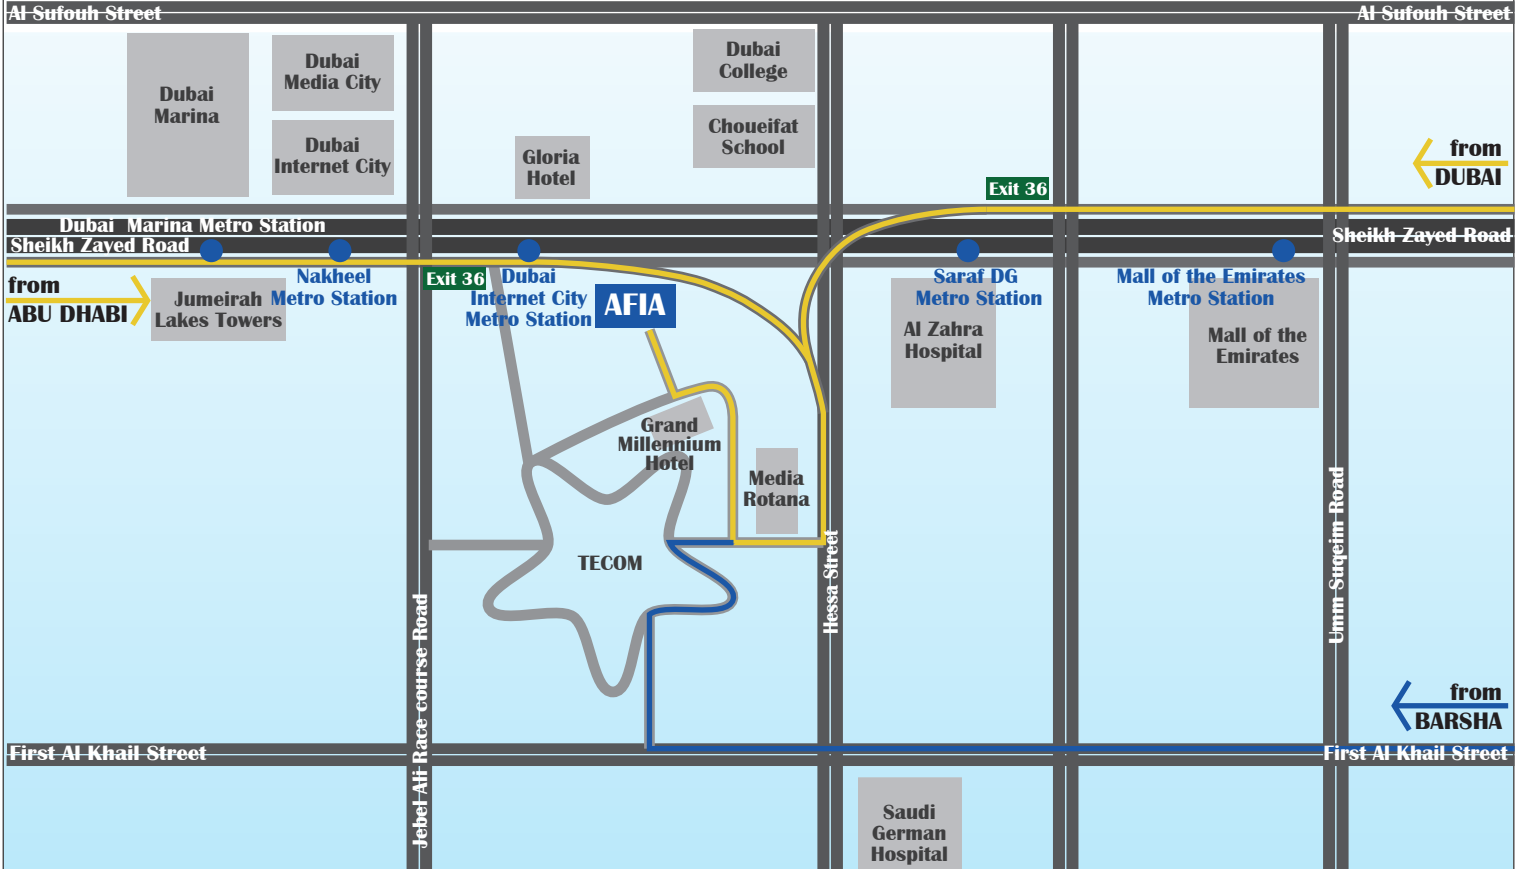 Al Sufouh Street
Al Sufouh Street
Dubai
Marina
Dubai
Media City
Dubai
Internet City
Gloria
Hotel
Dubai
College
Choueifat
School
from
DUBAI
Exit 36
Dubai  Marina Metro Station
Sheikh Zayed Road
Sheikh Zayed Road
from
ABU DHABI
Jumeirah
Lakes Towers
Nakheel
Metro Station
Exit 36
Dubai
Internet City
Metro Station
AFIA
Saraf DG
Metro Station
Al Zahra
Hospital
Mall of the Emirates
Metro Station
Mall of the
Emirates
Grand
Millennium
Hotel
Media
Rotana
TECOM
Hessa Street
Umm Suqeim Road
Jebel Ali Race course Road
from
BARSHA
First Al Khail Street
First Al Khail Street
Saudi
German
Hospital